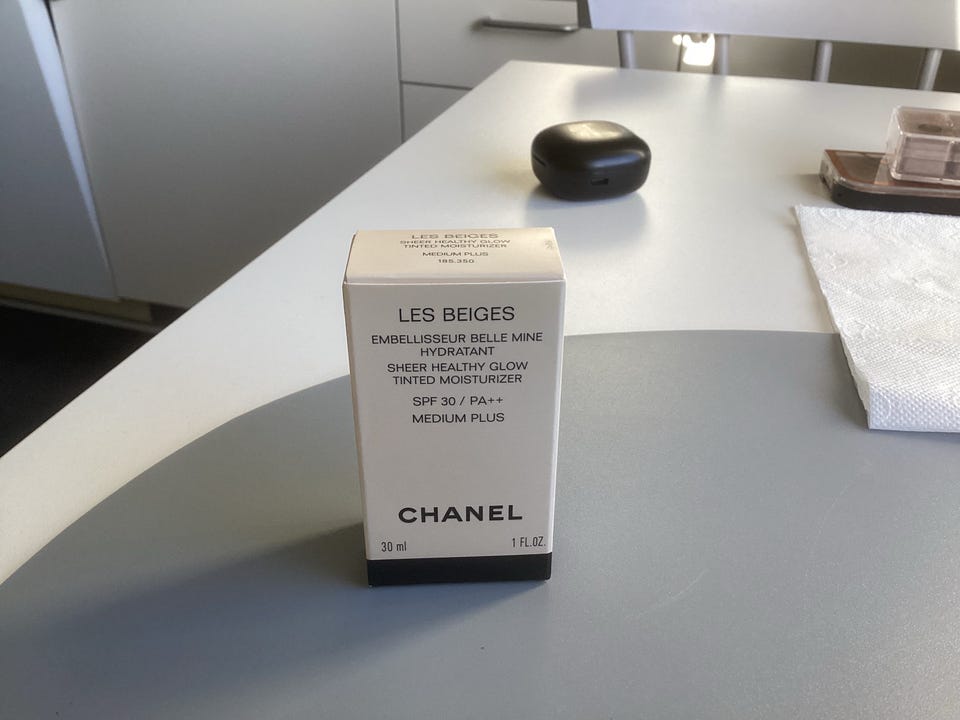 LES BEIGES
SHEER HEALTHY GLOW
TINTED MOISTURIZER
MEDIUM PLUS
185.350
LES BEIGES
EMBELLISSEUR BELLE MINE
HYDRATANT
SHEER HEALTHY GLOW
TINTED MOISTURIZER
SPF 30 / PA++
MEDIUM PLUS
CHANEL
30 ml 1 FL.OZ.